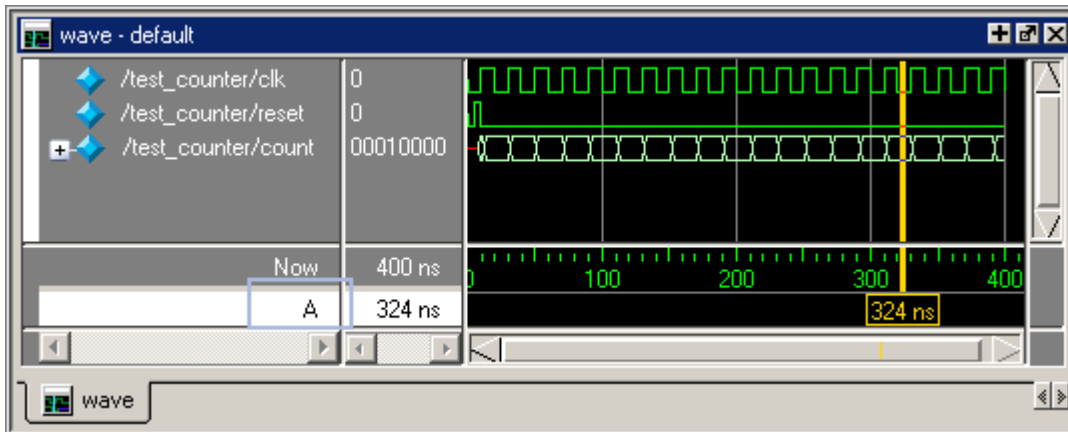 wave - default
/test_counter/clk 0
/test_counter/reset 0
/test_counter/count 00010000
Now 400 ns 0 100 200 300 400
A 324 ns 324 ns
wave